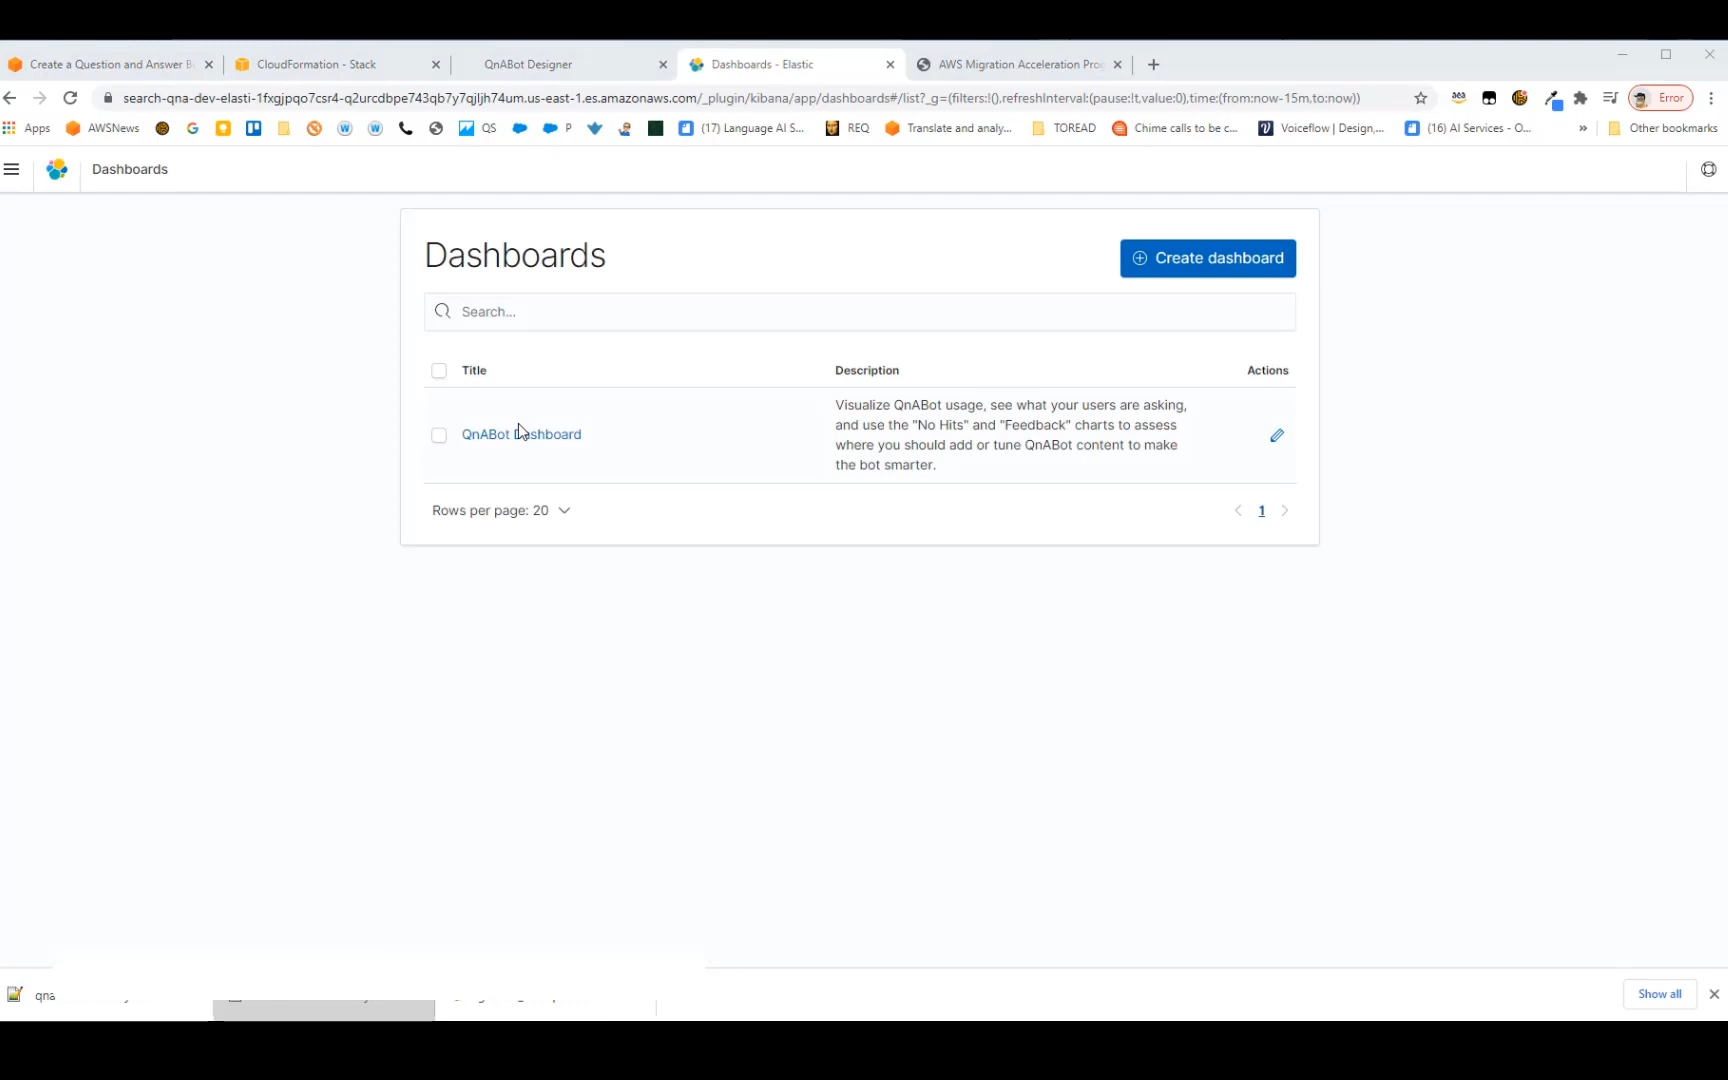 Create a Question and Answer B
CloudFormation - Stack
QnABot Designer
Dashboards - Elastic
AWS Migration Acceleration Prog
search-qna-dev-elasti-1fxgjpqo7csr4-q2urcdbpe743qb7y7qjljh74um.us-east-1.es.amazonaws.com/_plugin/kibana/app/dashboards#/list?_g=(filters:!(),refreshInterval:(pause:!t,value:0),time:(from:now-15m,to:now))
Error
Apps
AWSNews
QS
P
(17) Language AI S...
REQ
Translate and analy...
TOREAD
Chime calls to be c...
Voiceflow | Design,...
(16) AI Services - O...
»
Other bookmarks
Dashboards
Dashboards
Create dashboard
Search...
Title
Description
Actions
QnABot Dashboard
Visualize QnABot usage, see what your users are asking,
and use the "No Hits" and "Feedback" charts to assess
where you should add or tune QnABot content to make
the bot smarter.
Rows per page: 20
1
qna
Show all